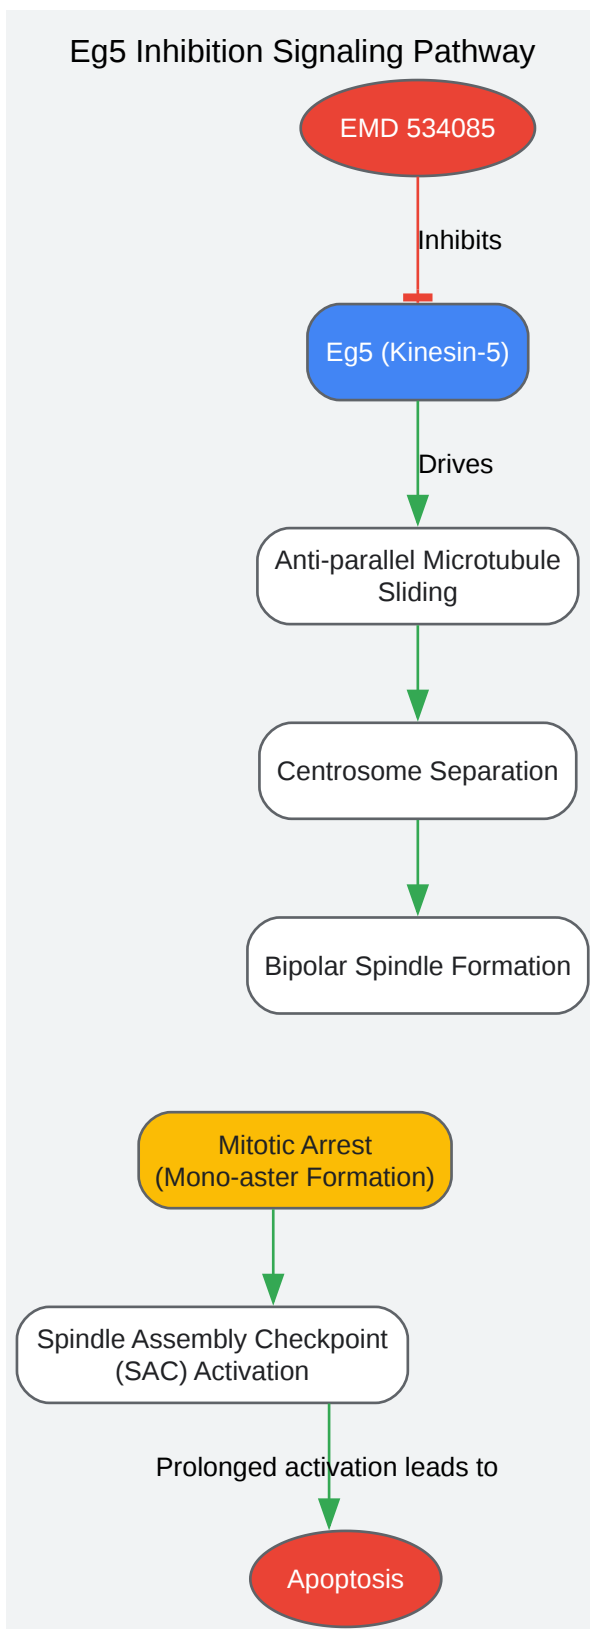 Eg5 Inhibition Signaling Pathway
EMD 534085
Inhibits
Eg5 (Kinesin-5)
Drives
Anti-parallel Microtubule
Sliding
Centrosome Separation
Bipolar Spindle Formation
Mitotic Arrest
(Mono-aster Formation)
Spindle Assembly Checkpoint
(SAC) Activation
Prolonged activation leads to
Apoptosis